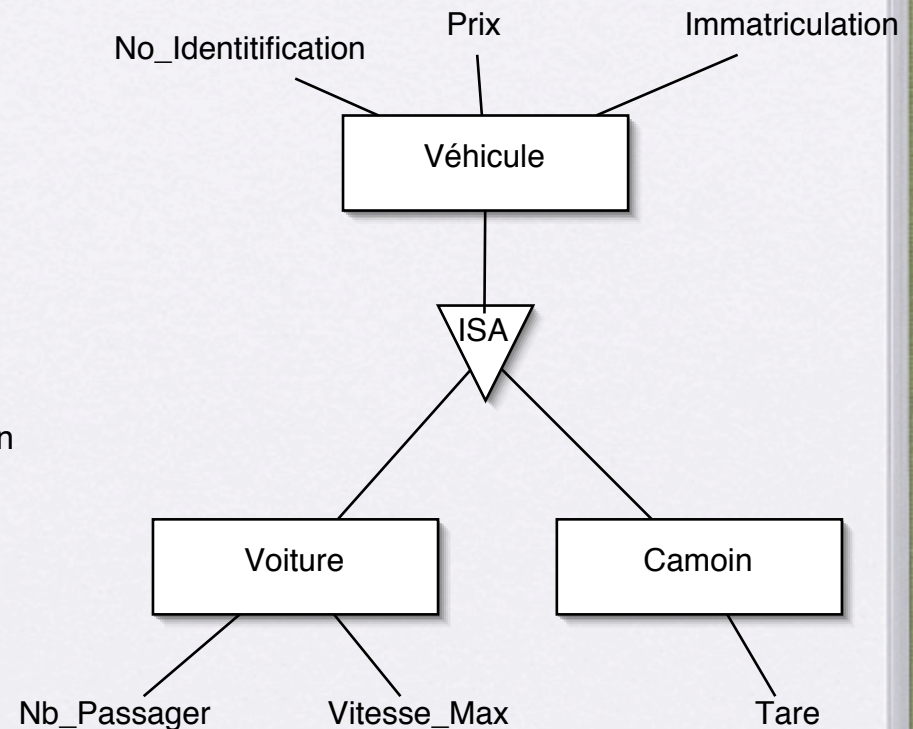 Prix
Immatriculation
No_Identitification
Véhicule
ISA
n
Voiture
Camoin
Nb_Passager
Vitesse_Max
Tare